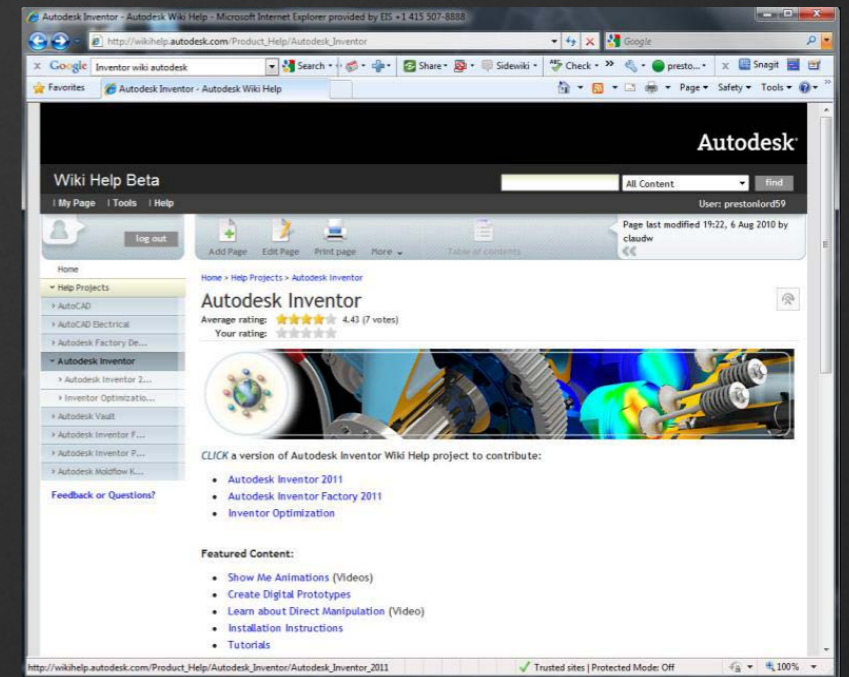 Autodesk Inventor - Autodesk Wiki Help - Microsoft Internet Explorer provided by EIS +1 415 507-8888
http://wikihelp.autodesk.com/Product_Help/Autodesk_Inventor
Google
x Google Inventor wiki autodesk Search Share Sidewiki Check presto... x Snagit
Favorites Autodesk Inventor - Autodesk Wiki Help Page Safety Tools
Autodesk
Wiki Help Beta All Content find
My Page Tools Help User: prestonlord59
log out Add Page Edit Page Print page More Table of contents
Page last modified 19:22, 6 Aug 2010 by
claudw
Home
Help Projects
AutoCAD
AutoCAD Electrical
Autodesk Factory De...
Autodesk Inventor
Autodesk Inventor 2...
Inventor Optimizatio...
Autodesk Vault
Autodesk Inventor F...
Autodesk Inventor P...
Autodesk Moldflow K...
Feedback or Questions?
Home > Help Projects > Autodesk Inventor
Autodesk Inventor
Average rating: 4.43 (7 votes)
Your rating:
CLICK a version of Autodesk Inventor Wiki Help project to contribute:
• Autodesk Inventor 2011
• Autodesk Inventor Factory 2011
• Inventor Optimization
Featured Content:
• Show Me Animations (Videos)
• Create Digital Prototypes
• Learn about Direct Manipulation (Video)
• Installation Instructions
• Tutorials
http://wikihelp.autodesk.com/Product_Help/Autodesk_Inventor/Autodesk_Inventor_2011 Trusted sites | Protected Mode: Off 100%